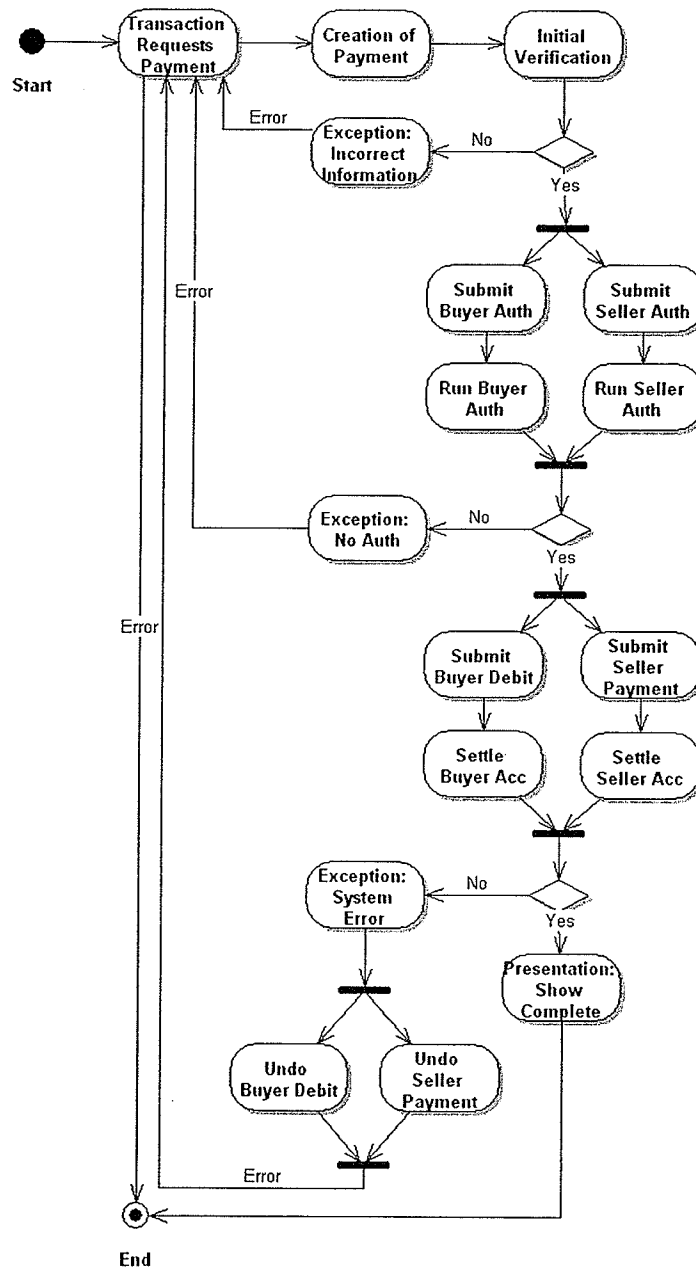 Transaction
Requests
Payment
Creation of
Payment
Initial
Verification
Start
Error
Exception:
Incorrect
Information
No
Yes
Error
Submit
Buyer Auth
Submit
Seller Auth
Run Buyer
Auth
Run Seller
Auth
Exception:
No Auth
No
Yes
Error
Submit
Buyer Debit
Submit
Seller
Payment
Settle
Buyer Acc
Settle
Seller Acc
Exception:
System
Error
No
Yes
Presentation:
Show
Complete
Undo
Buyer Debit
Undo
Seller
Payment
Error
End